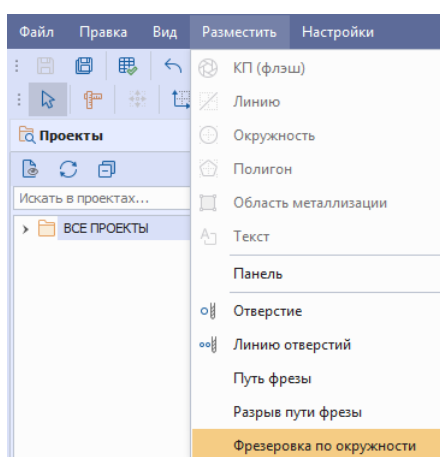 Файл Правка Вид Разместить Настройки
КП (флэш)
Линию
Проекты
Окружность
Полигон
Искать в проектах...
Область металлизации
ВСЕ ПРОЕКТЫ
Текст
Панель
Отверстие
Линию отверстий
Путь фрезы
Разрыв пути фрезы
Фрезеровка по окружности